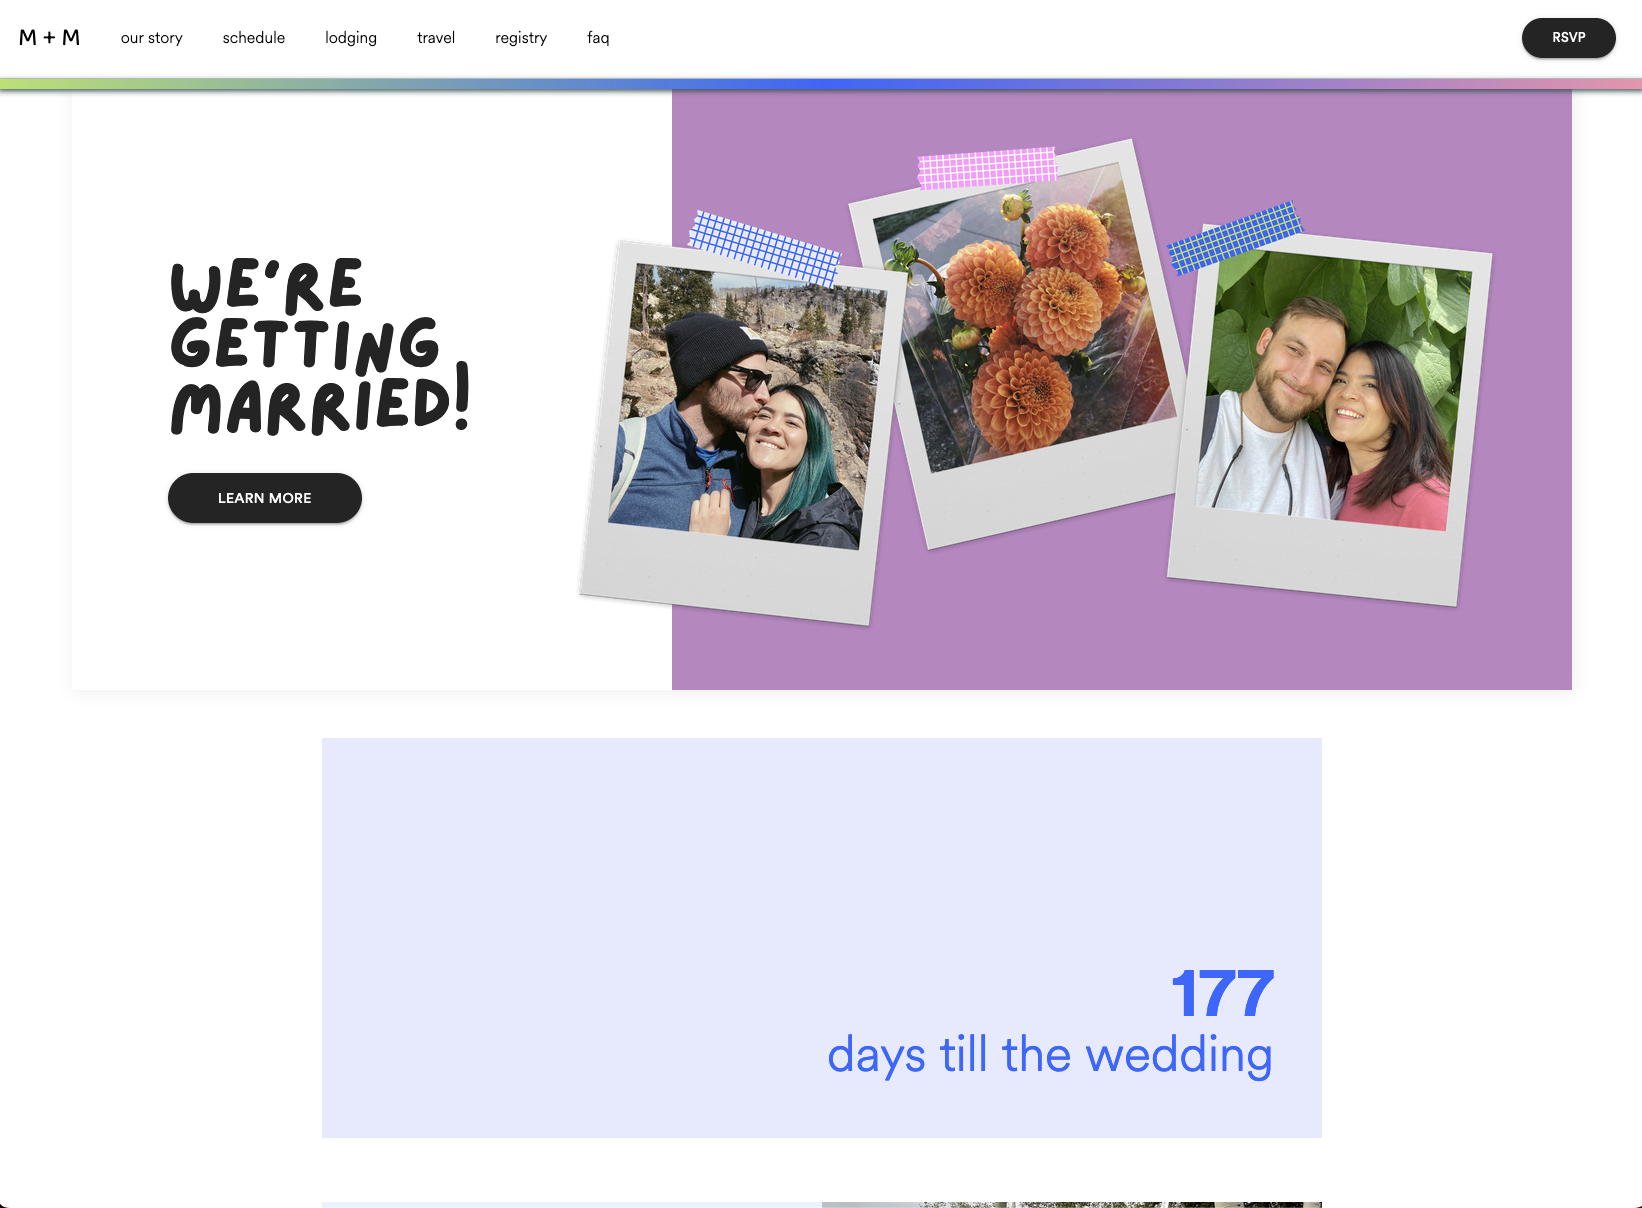 M + M
our story
schedule
lodging
travel
registry
faq
RSVP
WE'RE
GETTING
MARRIED!
LEARN MORE
177
days till the wedding